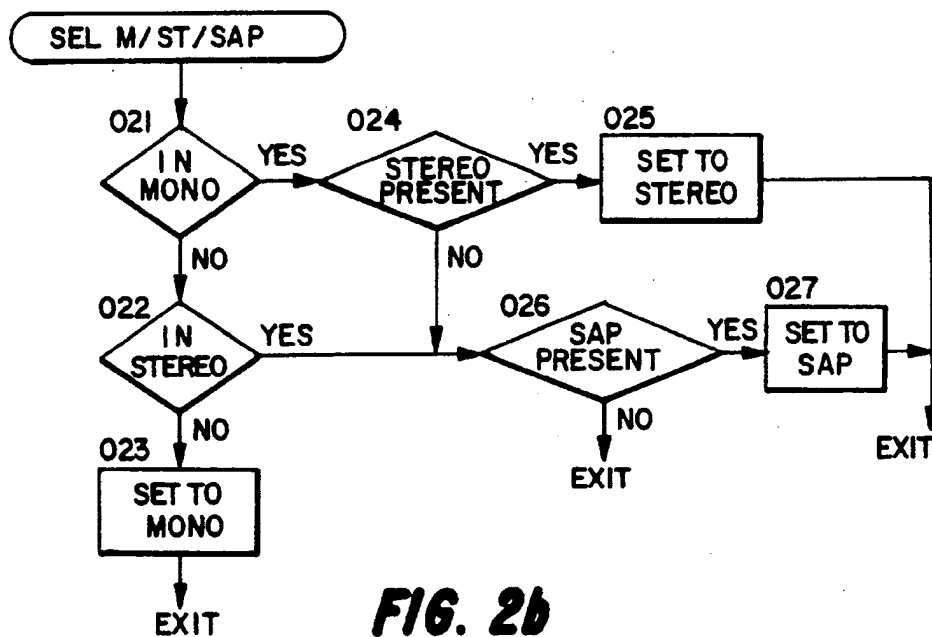 SEL M/ST/SAP
021
IN
MONO
YES
024
STEREO
PRESENT
YES
025
SET TO
STEREO
NO
NO
022
IN
STEREO
YES
026
SAP
PRESENT
YES
027
SET TO
SAP
NO
NO
EXIT
EXIT
023
SET TO
MONO
EXIT
FIG. 2b